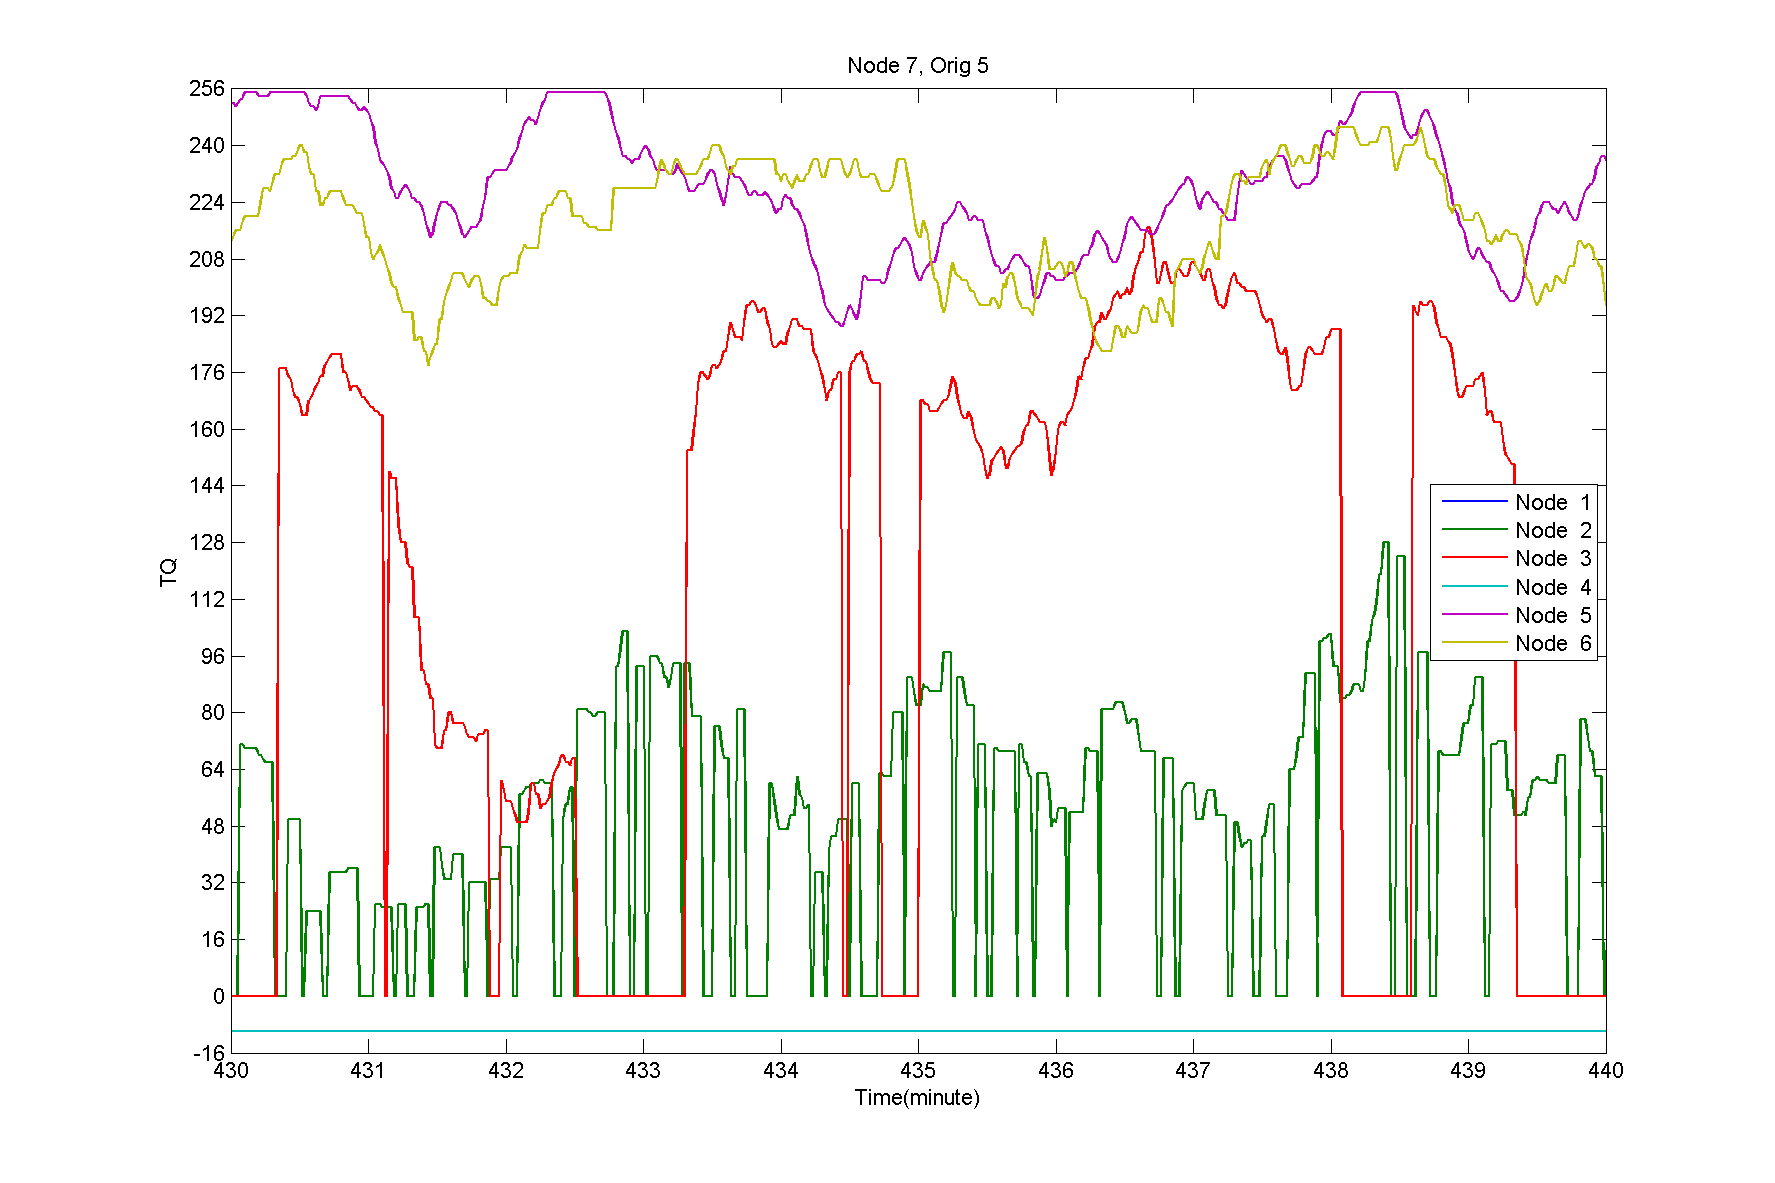 Node 7, Orig 5
256
240
224
208
192
176
160
144
128
112
96
80
64
48
32
16
0
-16
TQ
Node 1
Node 2
Node 3
Node 4
Node 5
Node 6
430 431 432 433 434 435 436 437 438 439 440
Time(minute)